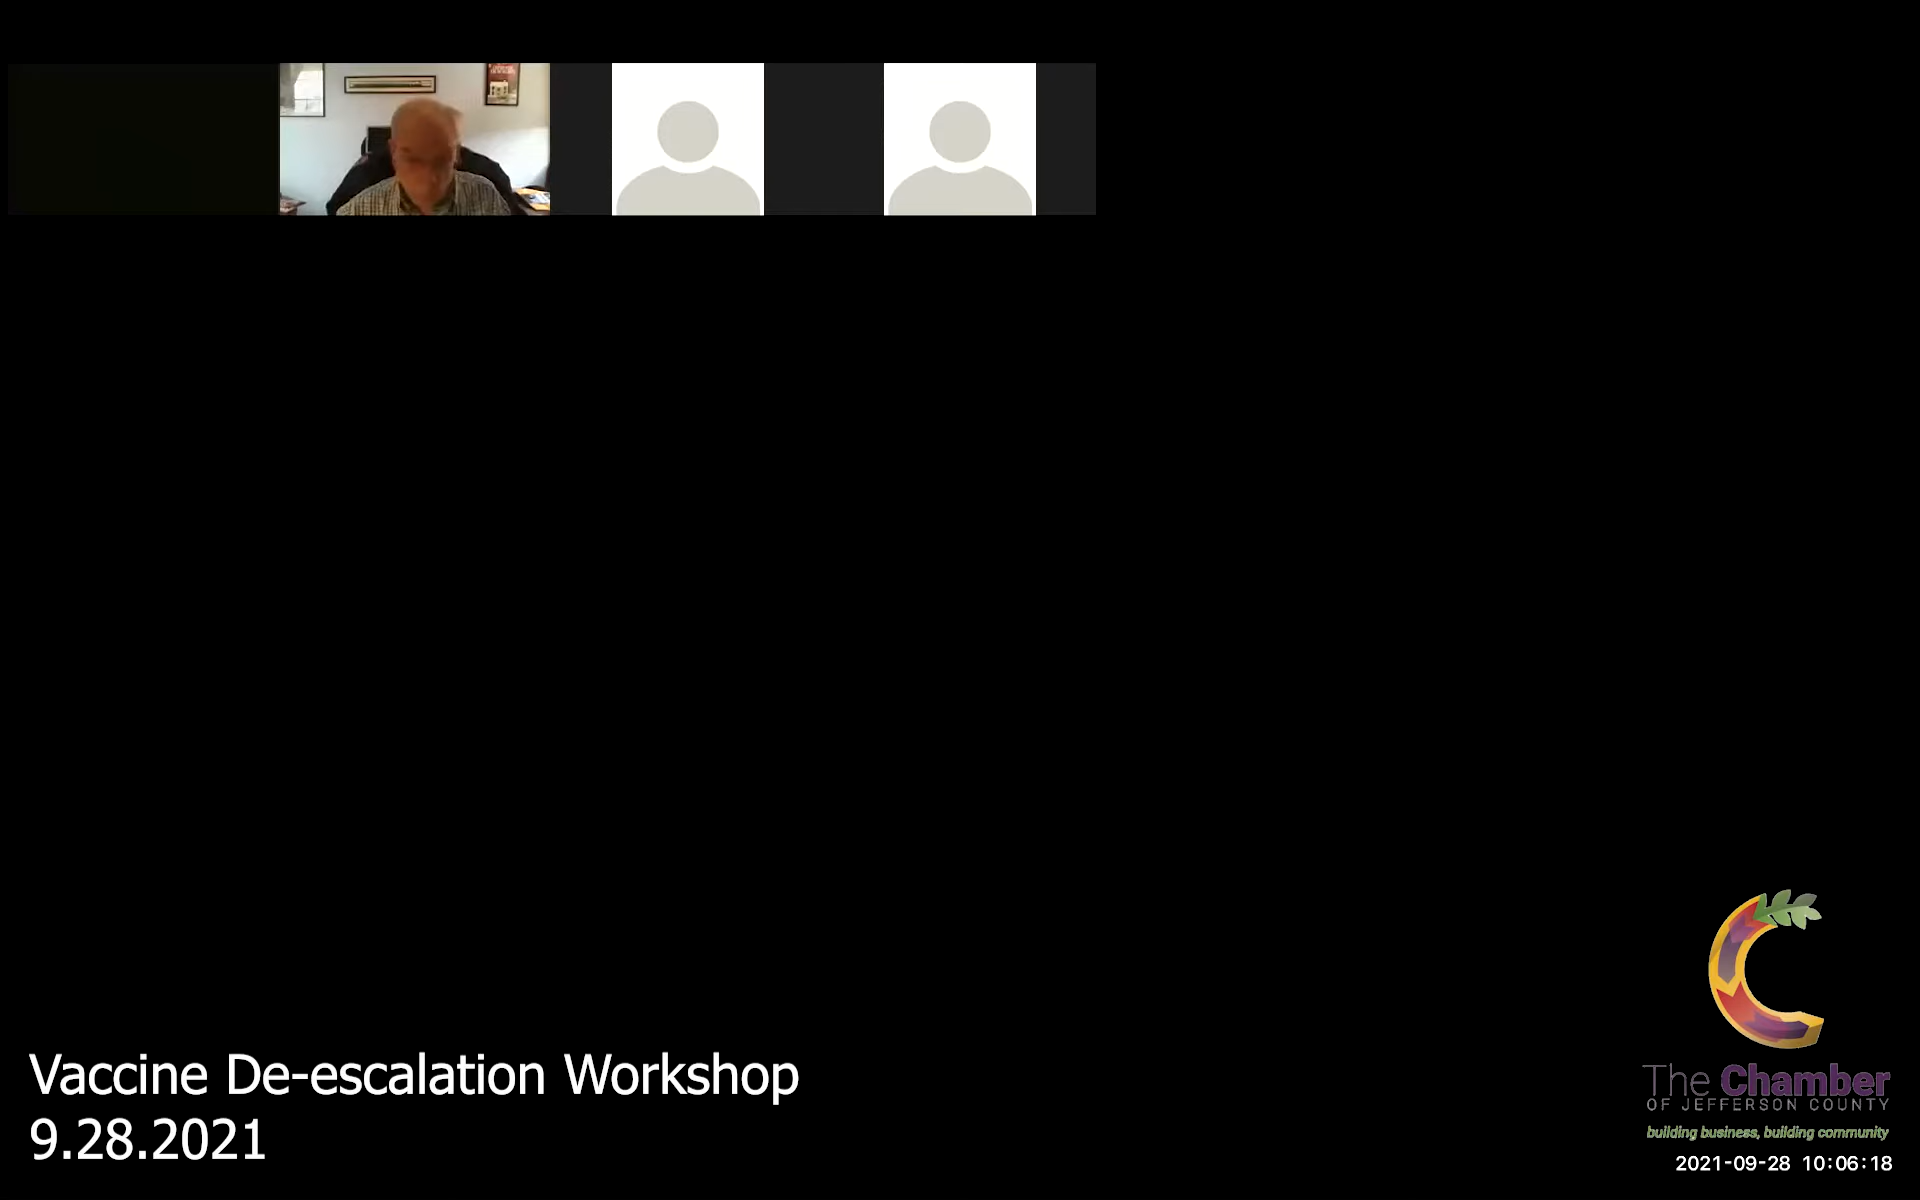 Vaccine De-escalation Workshop
9.28.2021
The Chamber
OF JEFFERSON COUNTY
building business, building community
2021-09-28 10:06:18